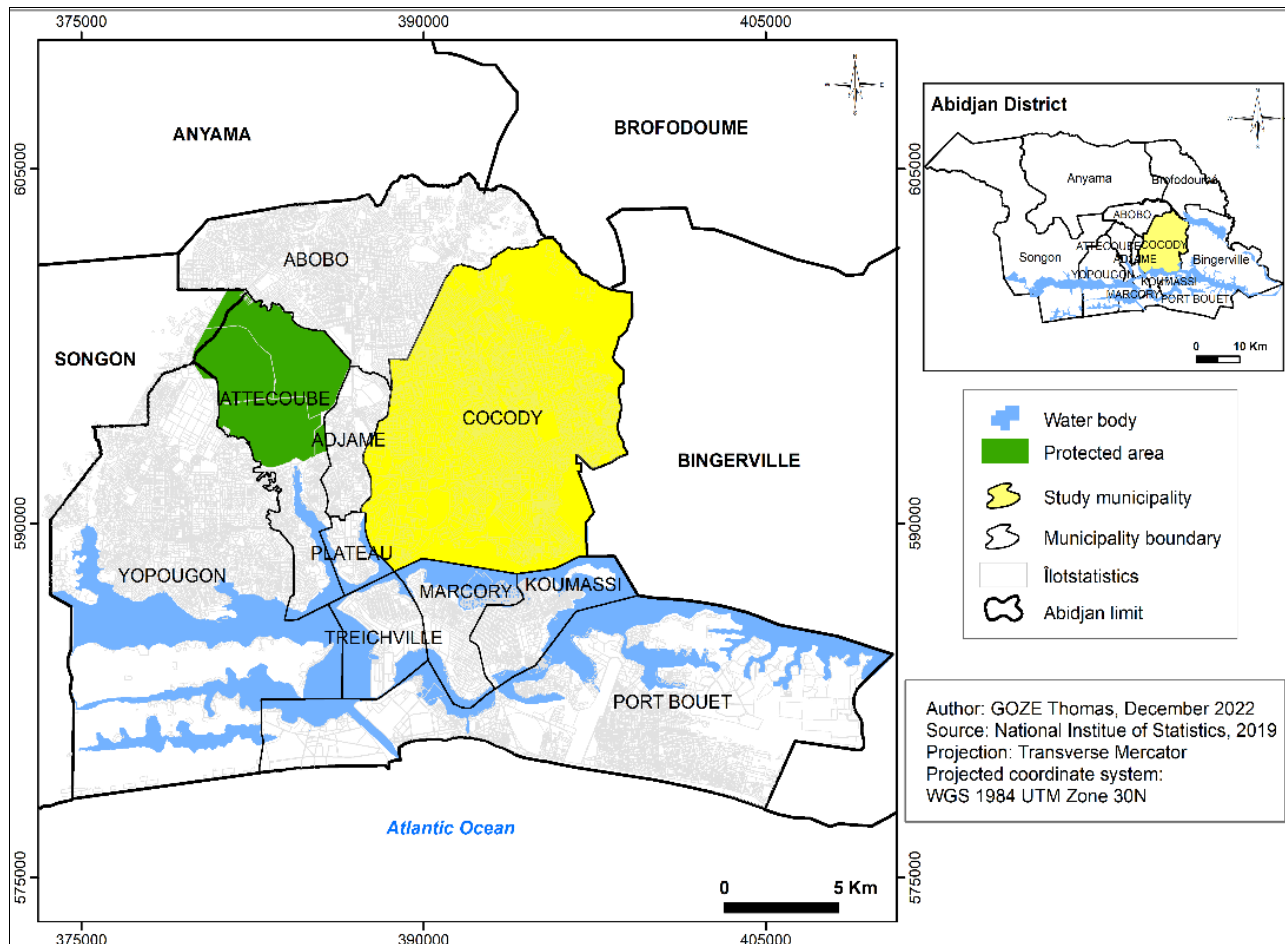 375000 390000 405000
ANYAMA
BROFODOUME
605000 605000
ABOBO
SONGON
ATTECOUBE
ADJAME
COCODY
BINGERVILLE
590000 590000
PLATEAU
YOPOUGON
MARCORY
KOUMASSI
TREICHVILLE
PORT BOUET
Atlantic Ocean
575000 575000
0 5 Km
375000 390000 405000
Abidjan District
Anyama
Brofodoumé
ABOBO
ATTECOUBE
COCODY
ADJAME
Songon
Bingerville
YOPOUGON
KOUMASSI
MARCORY
PORT BOUET
0 10 Km
Water body
Protected area
Study municipality
Municipality boundary
Îlotstatistics
Abidjan limit
Author: GOZE Thomas, December 2022
Source: National Institue of Statistics, 2019
Projection: Transverse Mercator
Projected coordinate system:
WGS 1984 UTM Zone 30N